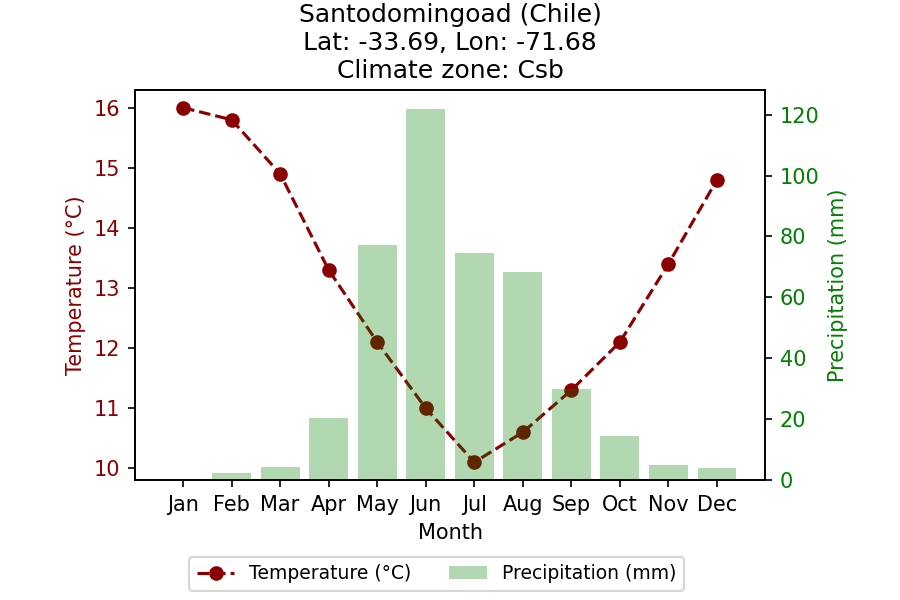 Santodomingoad (Chile)
Lat: -33.69, Lon: -71.68
Climate zone: Csb
Temperature (°C)
16
15
14
13
12
11
10
Precipitation (mm)
120
100
80
60
40
20
0
Jan Feb Mar Apr May Jun Jul Aug Sep Oct Nov Dec
Month
Temperature (°C) Precipitation (mm)